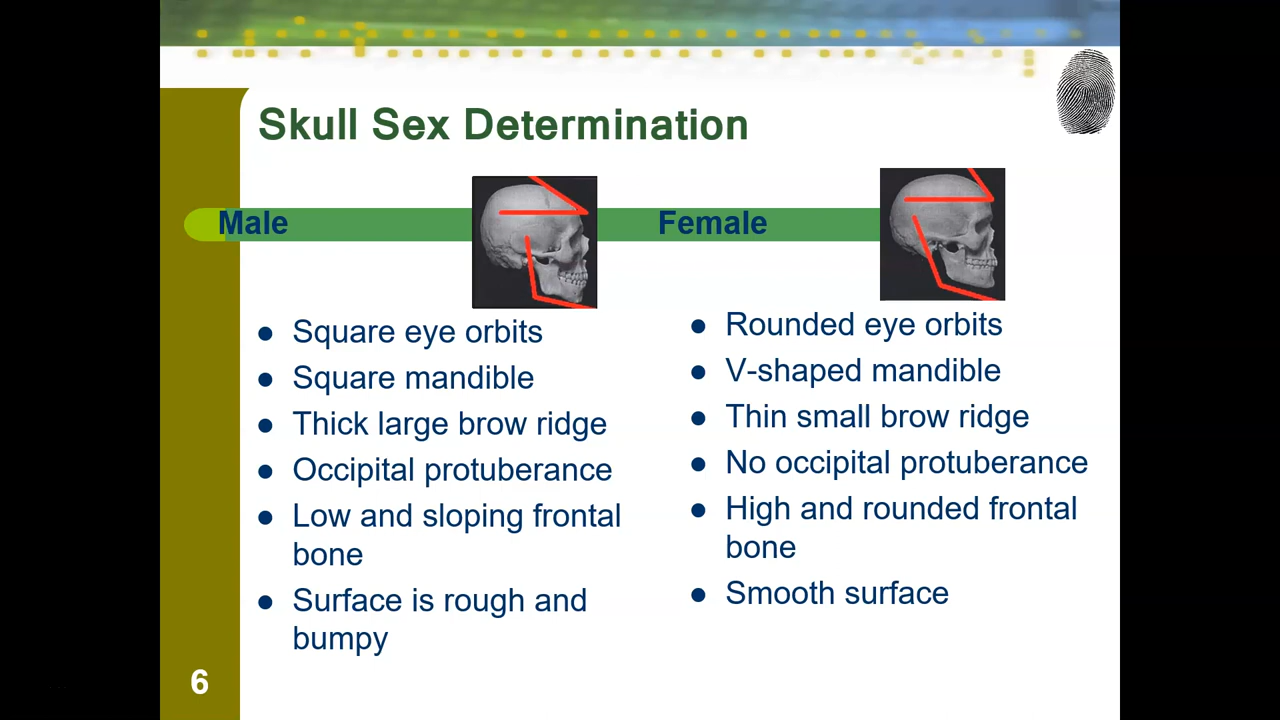 Skull Sex Determination
Male
Female
● Square eye orbits
● Square mandible
● Thick large brow ridge
● Occipital protuberance
● Low and sloping frontal
bone
● Surface is rough and
bumpy
● Rounded eye orbits
● V-shaped mandible
● Thin small brow ridge
● No occipital protuberance
● High and rounded frontal
bone
● Smooth surface
6